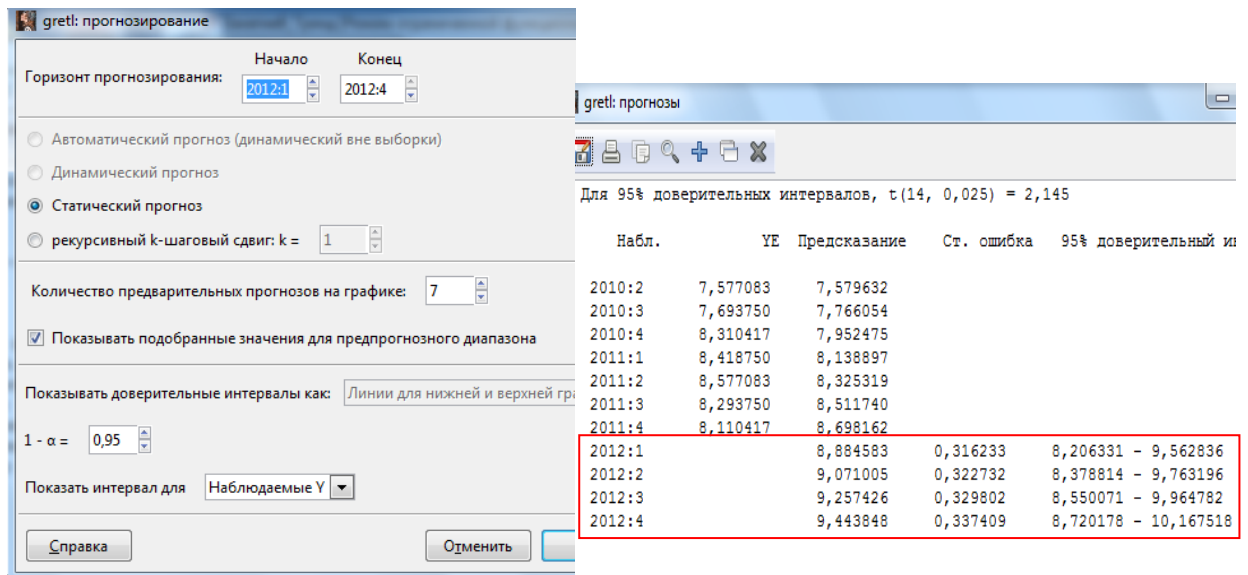 gretl: прогнозирование
Начало Конец
Горизонт прогнозирования: 2012:1 2012:4
Автоматический прогноз (динамический вне выборки)
Динамический прогноз
Статический прогноз
рекурсивный k-шаговый сдвиг: k = 1
Количество предварительных прогнозов на графике: 7
Показывать подобранные значения для предпрогнозного диапазона
Показывать доверительные интервалы как: Линии для нижней и верхней гра
1 - α = 0,95
Показать интервал для Наблюдаемые Y
Справка Отменить
gretl: прогнозы
Для 95% доверительных интервалов, t(14, 0,025) = 2,145
Набл. YE Предсказание Ст. ошибка 95% доверительный ин
2010:2 7,577083 7,579632
2010:3 7,693750 7,766054
2010:4 8,310417 7,952475
2011:1 8,418750 8,138897
2011:2 8,577083 8,325319
2011:3 8,293750 8,511740
2011:4 8,110417 8,698162
2012:1 8,884583 0,316233 8,206331 - 9,562836
2012:2 9,071005 0,322732 8,378814 - 9,763196
2012:3 9,257426 0,329802 8,550071 - 9,964782
2012:4 9,443848 0,337409 8,720178 - 10,167518